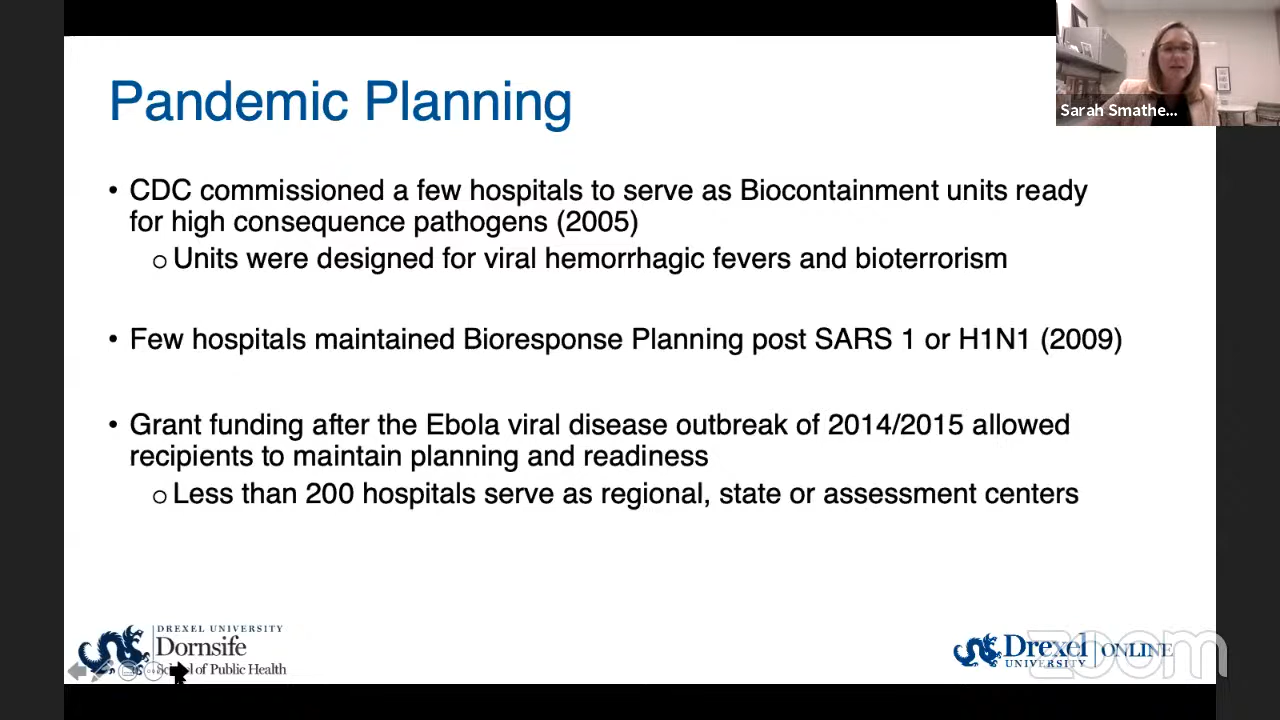 Pandemic Planning
Sarah Smathe...
• CDC commissioned a few hospitals to serve as Biocontainment units ready
for high consequence pathogens (2005)
o Units were designed for viral hemorrhagic fevers and bioterrorism
• Few hospitals maintained Bioresponse Planning post SARS 1 or H1N1 (2009)
• Grant funding after the Ebola viral disease outbreak of 2014/2015 allowed
recipients to maintain planning and readiness
o Less than 200 hospitals serve as regional, state or assessment centers
DREXEL UNIVERSITY
Dornsife
School of Public Health
Drexel
UNIVERSITY
ONLINE
zoom